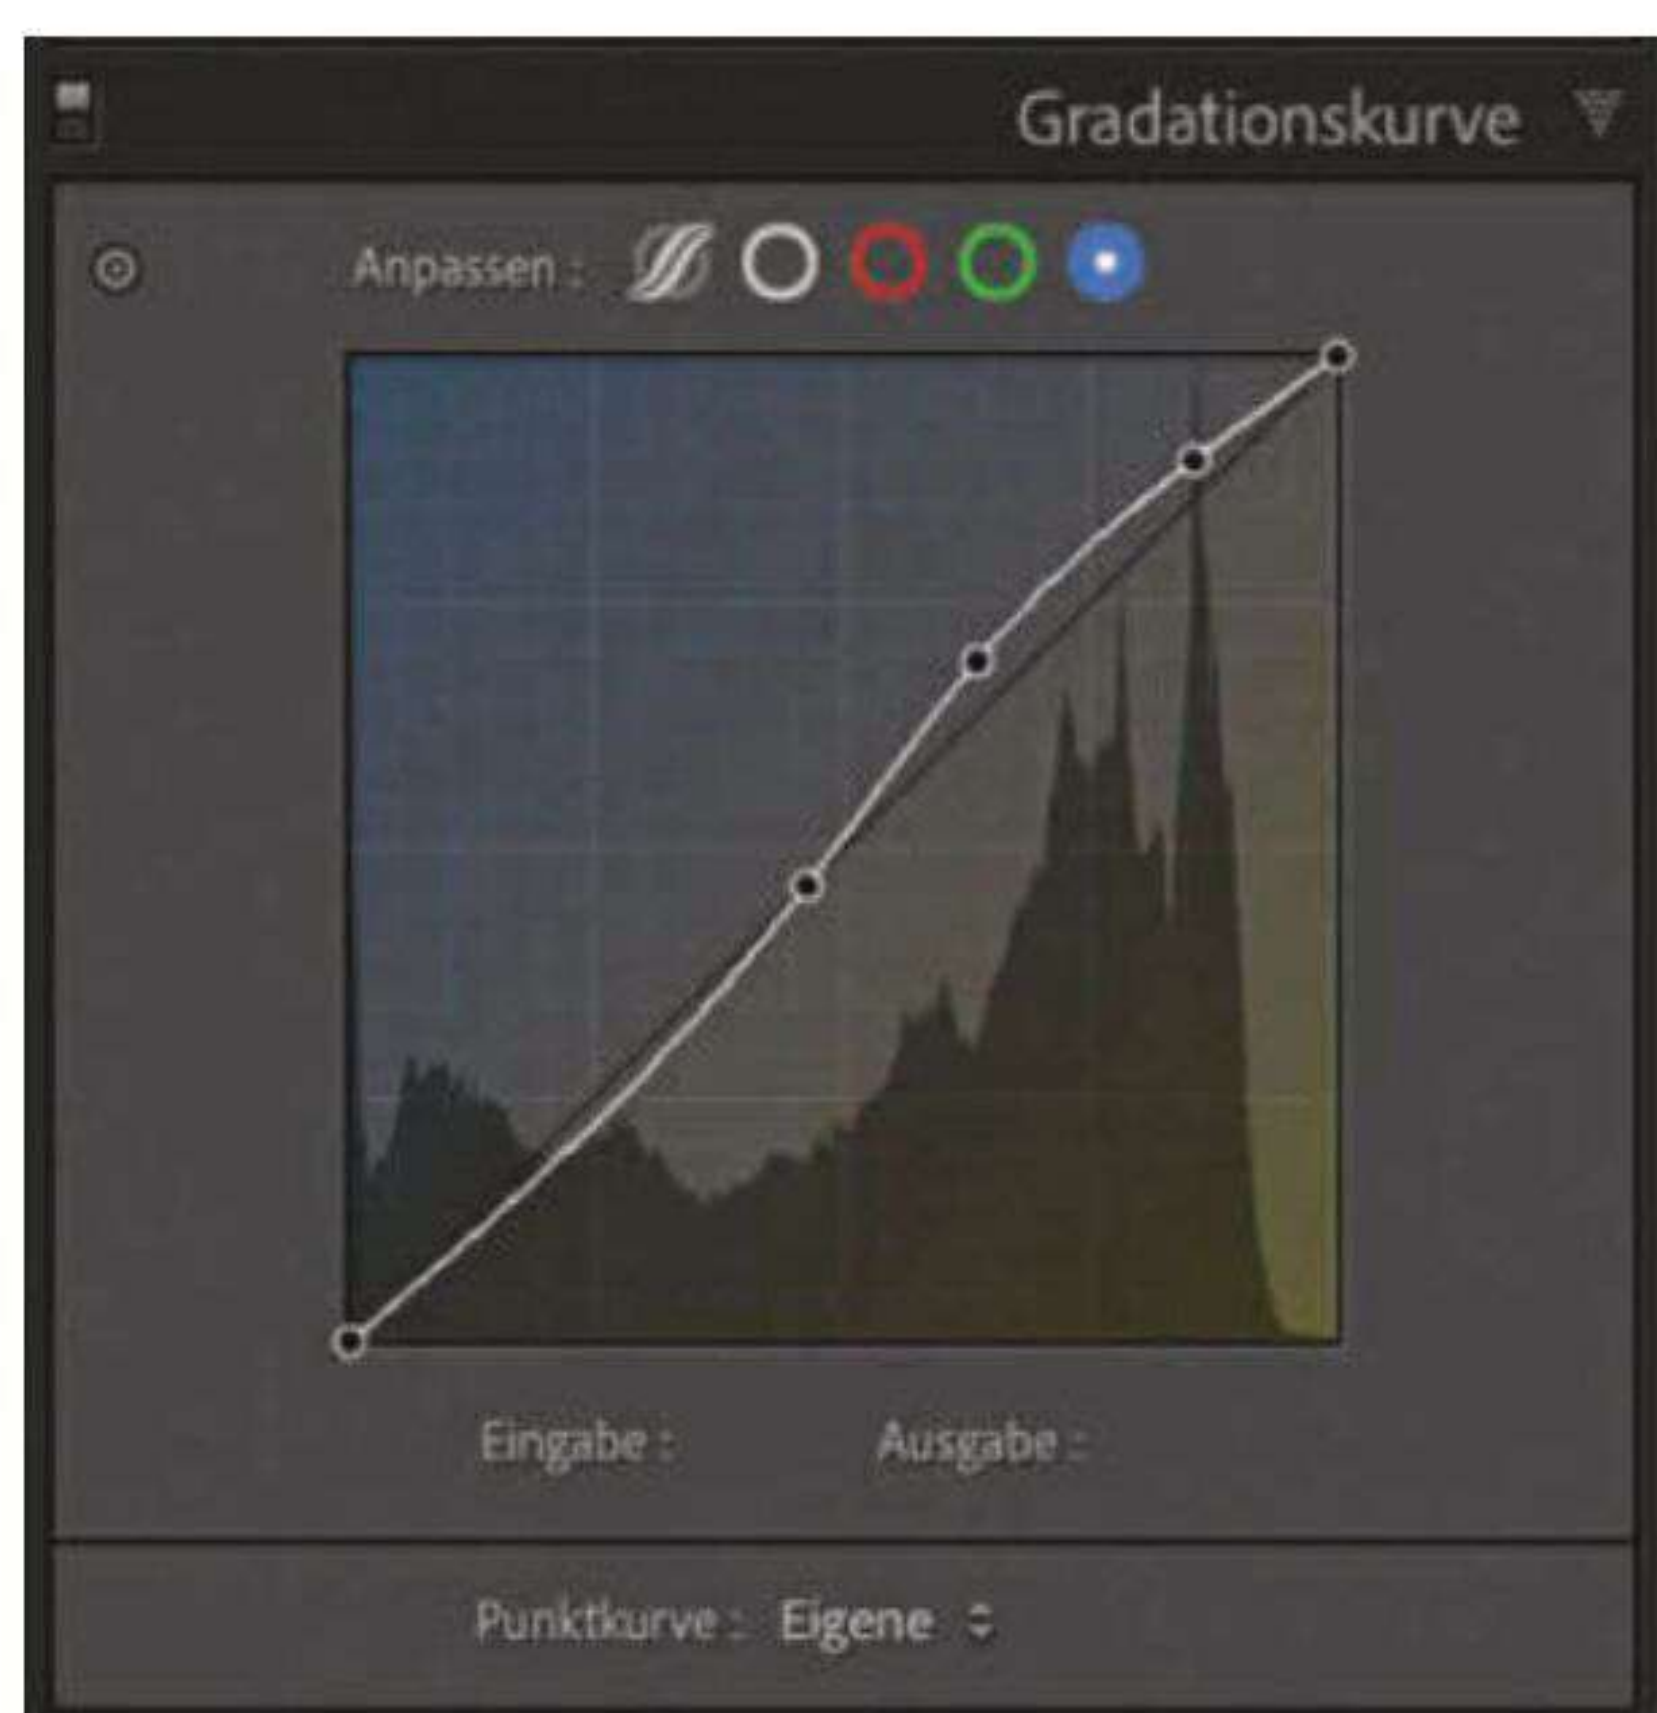 Gradationskurve
Anpassen :
Eingabe :
Ausgabe :
Punktkurve : Eigene